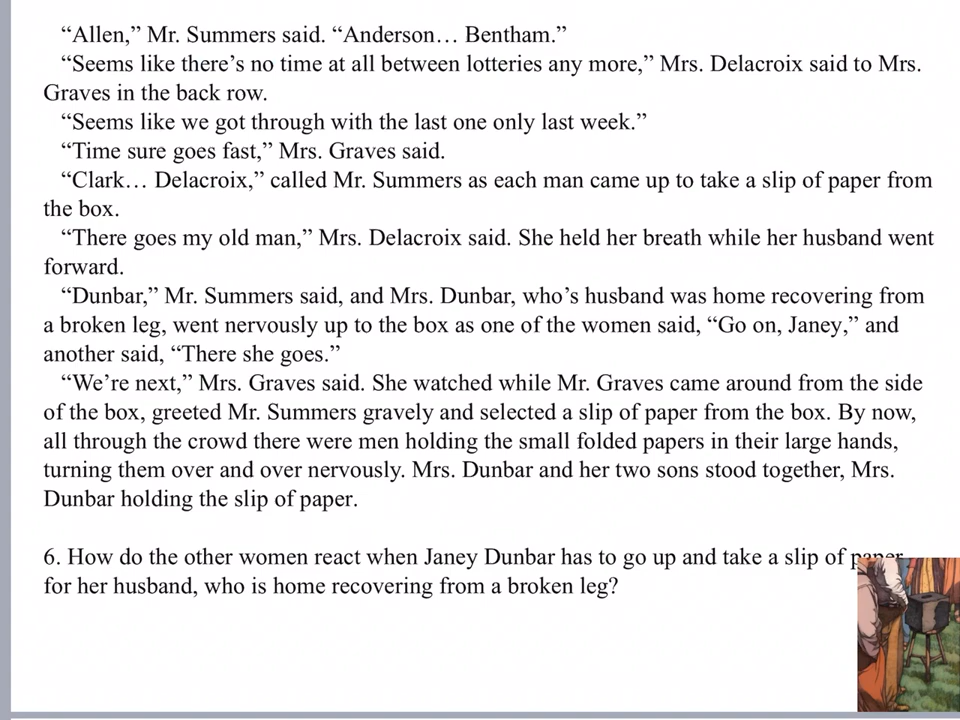 “Allen,” Mr. Summers said. “Anderson… Bentham.”
“Seems like there’s no time at all between lotteries any more,” Mrs. Delacroix said to Mrs.
Graves in the back row.
“Seems like we got through with the last one only last week.”
“Time sure goes fast,” Mrs. Graves said.
“Clark… Delacroix,” called Mr. Summers as each man came up to take a slip of paper from
the box.
“There goes my old man,” Mrs. Delacroix said. She held her breath while her husband went
forward.
“Dunbar,” Mr. Summers said, and Mrs. Dunbar, who’s husband was home recovering from
a broken leg, went nervously up to the box as one of the women said, “Go on, Janey,” and
another said, “There she goes.”
“We’re next,” Mrs. Graves said. She watched while Mr. Graves came around from the side
of the box, greeted Mr. Summers gravely and selected a slip of paper from the box. By now,
all through the crowd there were men holding the small folded papers in their large hands,
turning them over and over nervously. Mrs. Dunbar and her two sons stood together, Mrs.
Dunbar holding the slip of paper.
6. How do the other women react when Janey Dunbar has to go up and take a slip of paper
for her husband, who is home recovering from a broken leg?